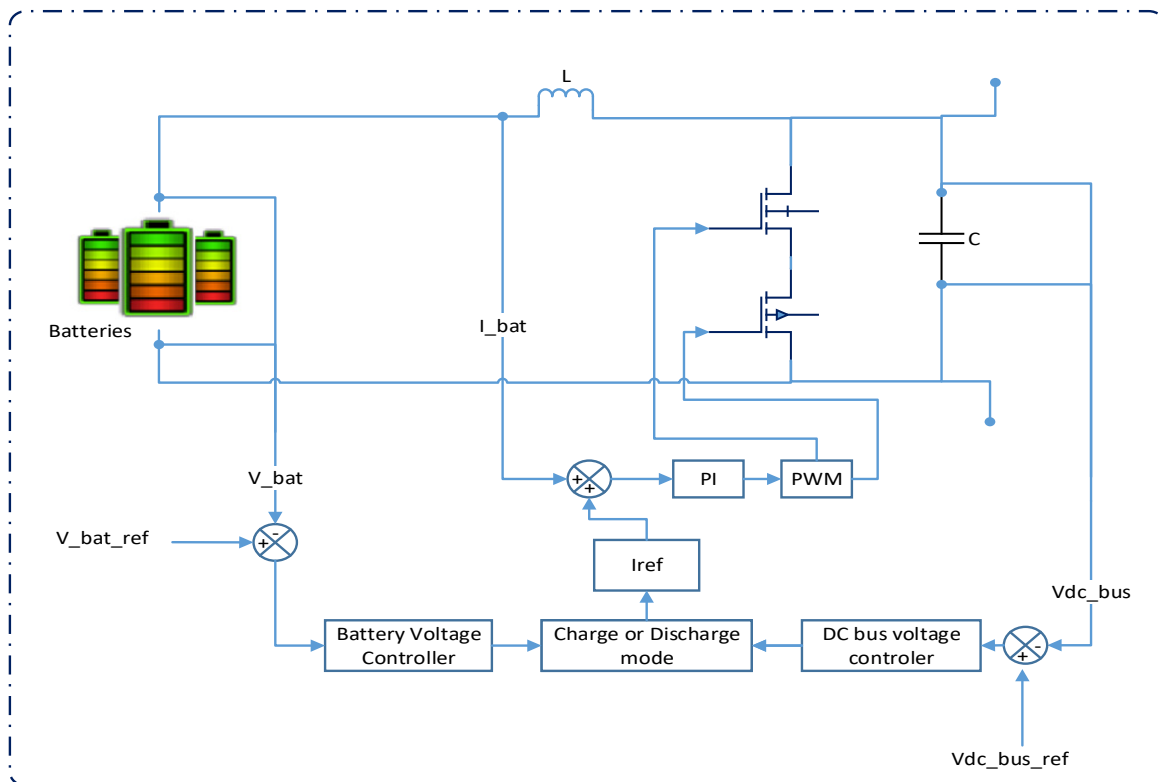 L
C
Batteries
I_bat
+
+
PI
PWM
V_bat
V_bat_ref
-
+
Iref
Vdc_bus
Battery Voltage
Controller
Charge or Discharge
mode
DC bus voltage
controler
-
+
Vdc_bus_ref